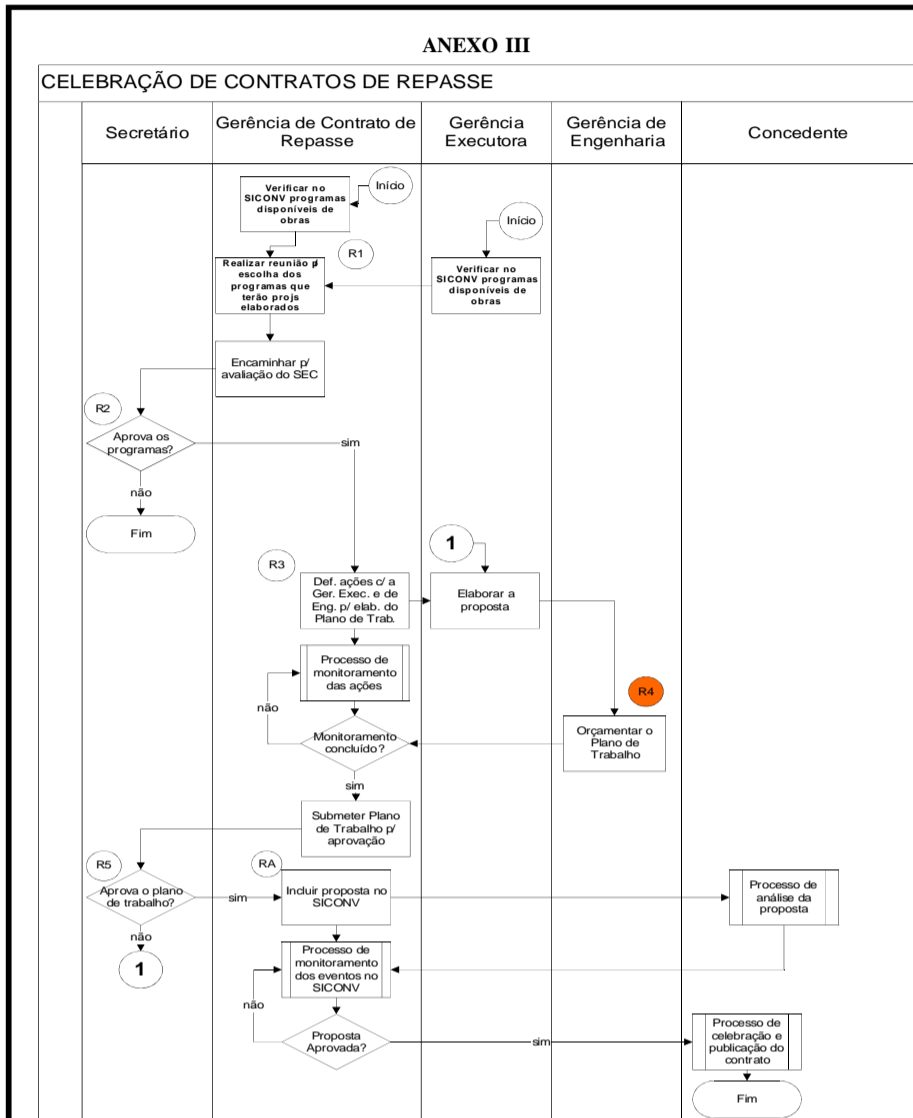 ANEXO III
CELEBRAÇÃO DE CONTRATOS DE REPASSE
Secretário
Gerência de Contrato de
Repasse
Gerência
Executora
Gerência de
Engenharia
Concedente
Verificar no
SICONV programas
disponíveis de
obras
Início
Início
R1
Realizar reunião p/
escolha dos
programas que
terão projs
elaborados
Verificar no
SICONV programas
disponíveis de
obras
Encaminhar p/
avaliação do SEC
R2
Aprova os
programas?
sim
não
Fim
1
R3
Def. ações c/ a
Ger. Exec. e de
Eng. p/ elab. do
Plano de Trab.
Elaborar a
proposta
Processo de
monitoramento
das ações
R4
não
Monitoramento
concluído?
Orçamentar o
Plano de
Trabalho
sim
Submeter Plano
de Trabalho p/
aprovação
R5
RA
Aprova o plano
de trabalho?
sim
Incluir proposta no
SICONV
Processo de
análise da
proposta
não
1
Processo de
monitoramento
dos eventos no
SICONV
não
Proposta
Aprovada?
sim
Processo de
celebração e
publicação do
contrato
Fim